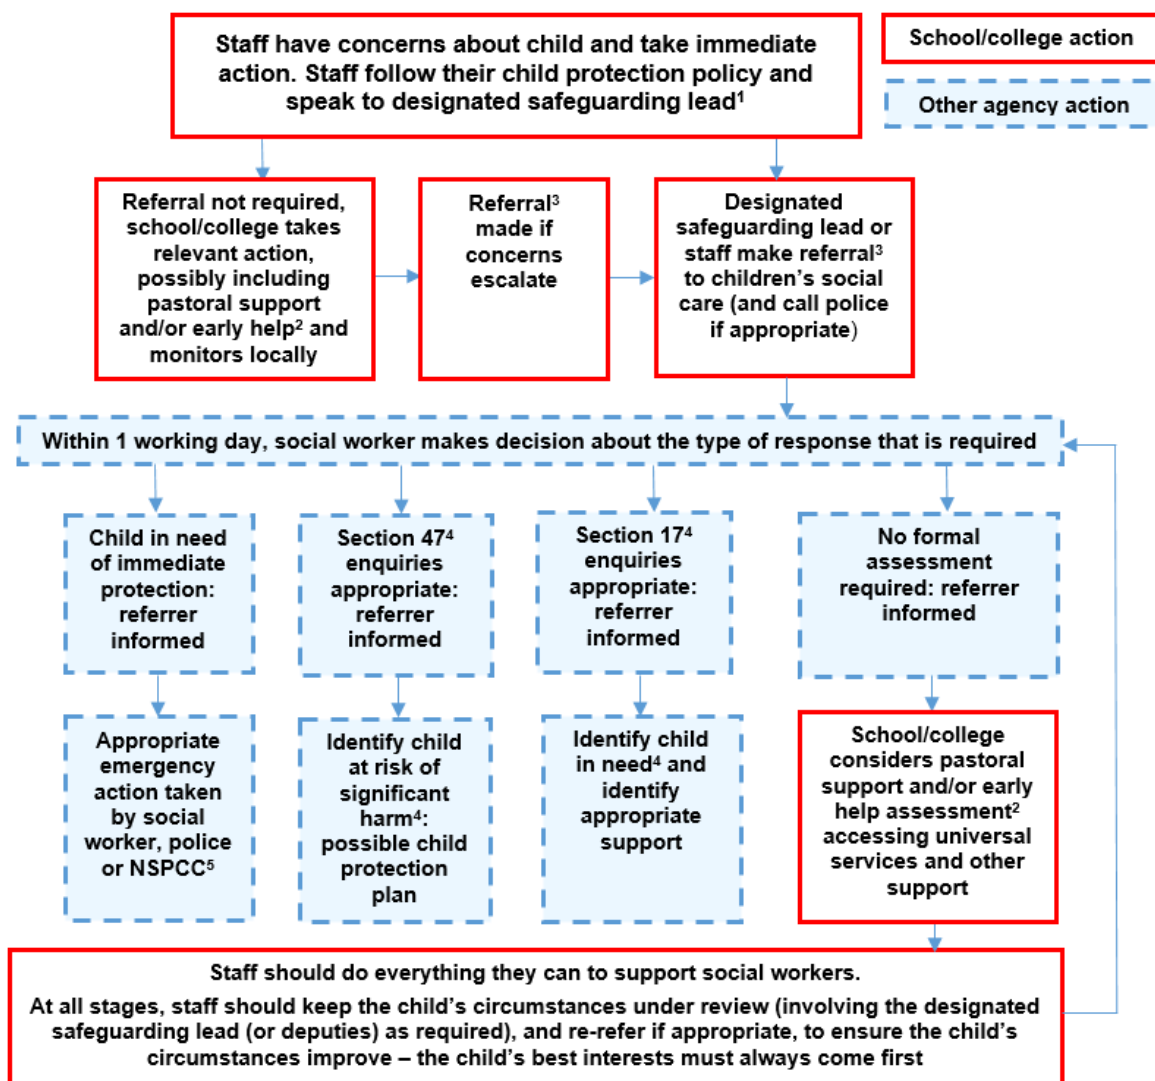 Staff have concerns about child and take immediate
action. Staff follow their child protection policy and
speak to designated safeguarding lead¹
School/college action
Other agency action
Referral not required,
school/college takes
relevant action,
possibly including
pastoral support
and/or early help² and
monitors locally
Referral³
made if
concerns
escalate
Designated
safeguarding lead or
staff make referral³
to children’s social
care (and call police
if appropriate)
Within 1 working day, social worker makes decision about the type of response that is required
Child in need
of immediate
protection:
referrer
informed
Section 47⁴
enquiries
appropriate:
referrer
informed
Section 17⁴
enquiries
appropriate:
referrer
informed
No formal
assessment
required: referrer
informed
Appropriate
emergency
action taken
by social
worker, police
or NSPCC⁵
Identify child
at risk of
significant
harm⁴:
possible child
protection
plan
Identify child
in need⁴ and
identify
appropriate
support
School/college
considers pastoral
support and/or early
help assessment²
accessing universal
services and other
support
Staff should do everything they can to support social workers.
At all stages, staff should keep the child’s circumstances under review (involving the designated
safeguarding lead (or deputies) as required), and re-refer if appropriate, to ensure the child’s
circumstances improve – the child’s best interests must always come first